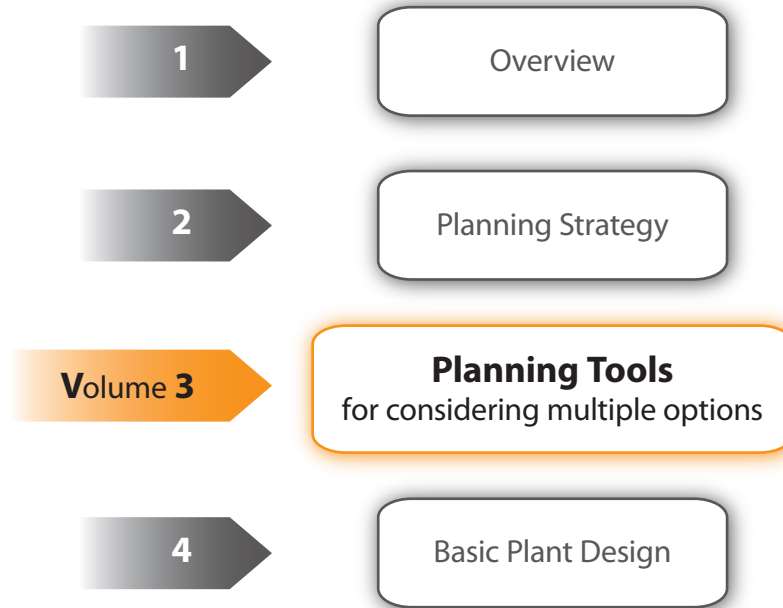 1
Overview
2
Planning Strategy
Volume 3
Planning Tools
for considering multiple options
4
Basic Plant Design